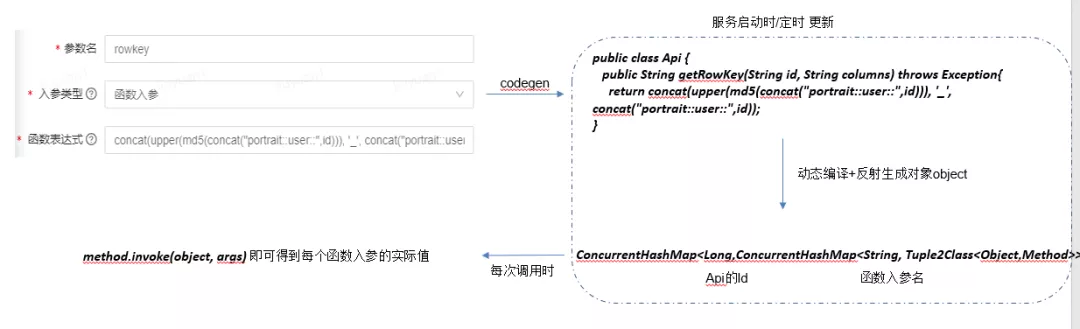 服务启动时/定时 更新
* 参数名 rowkey
* 入参类型 函数入参
* 函数表达式 concat(upper(md5(concat("portrait::user::",id))), '_', concat("portrait::user
codegen
public class Api {
public String getRowKey(String id, String columns) throws Exception{
return concat(upper(md5(concat("portrait::user::",id))), '_',
concat("portrait::user::",id));
}
动态编译+反射生成对象object
ConcurrentHashMap<Long,ConcurrentHashMap<String, Tuple2Class<Object,Method>>
Api的Id 函数入参名
每次调用时
method.invoke(object, args) 即可得到每个函数入参的实际值